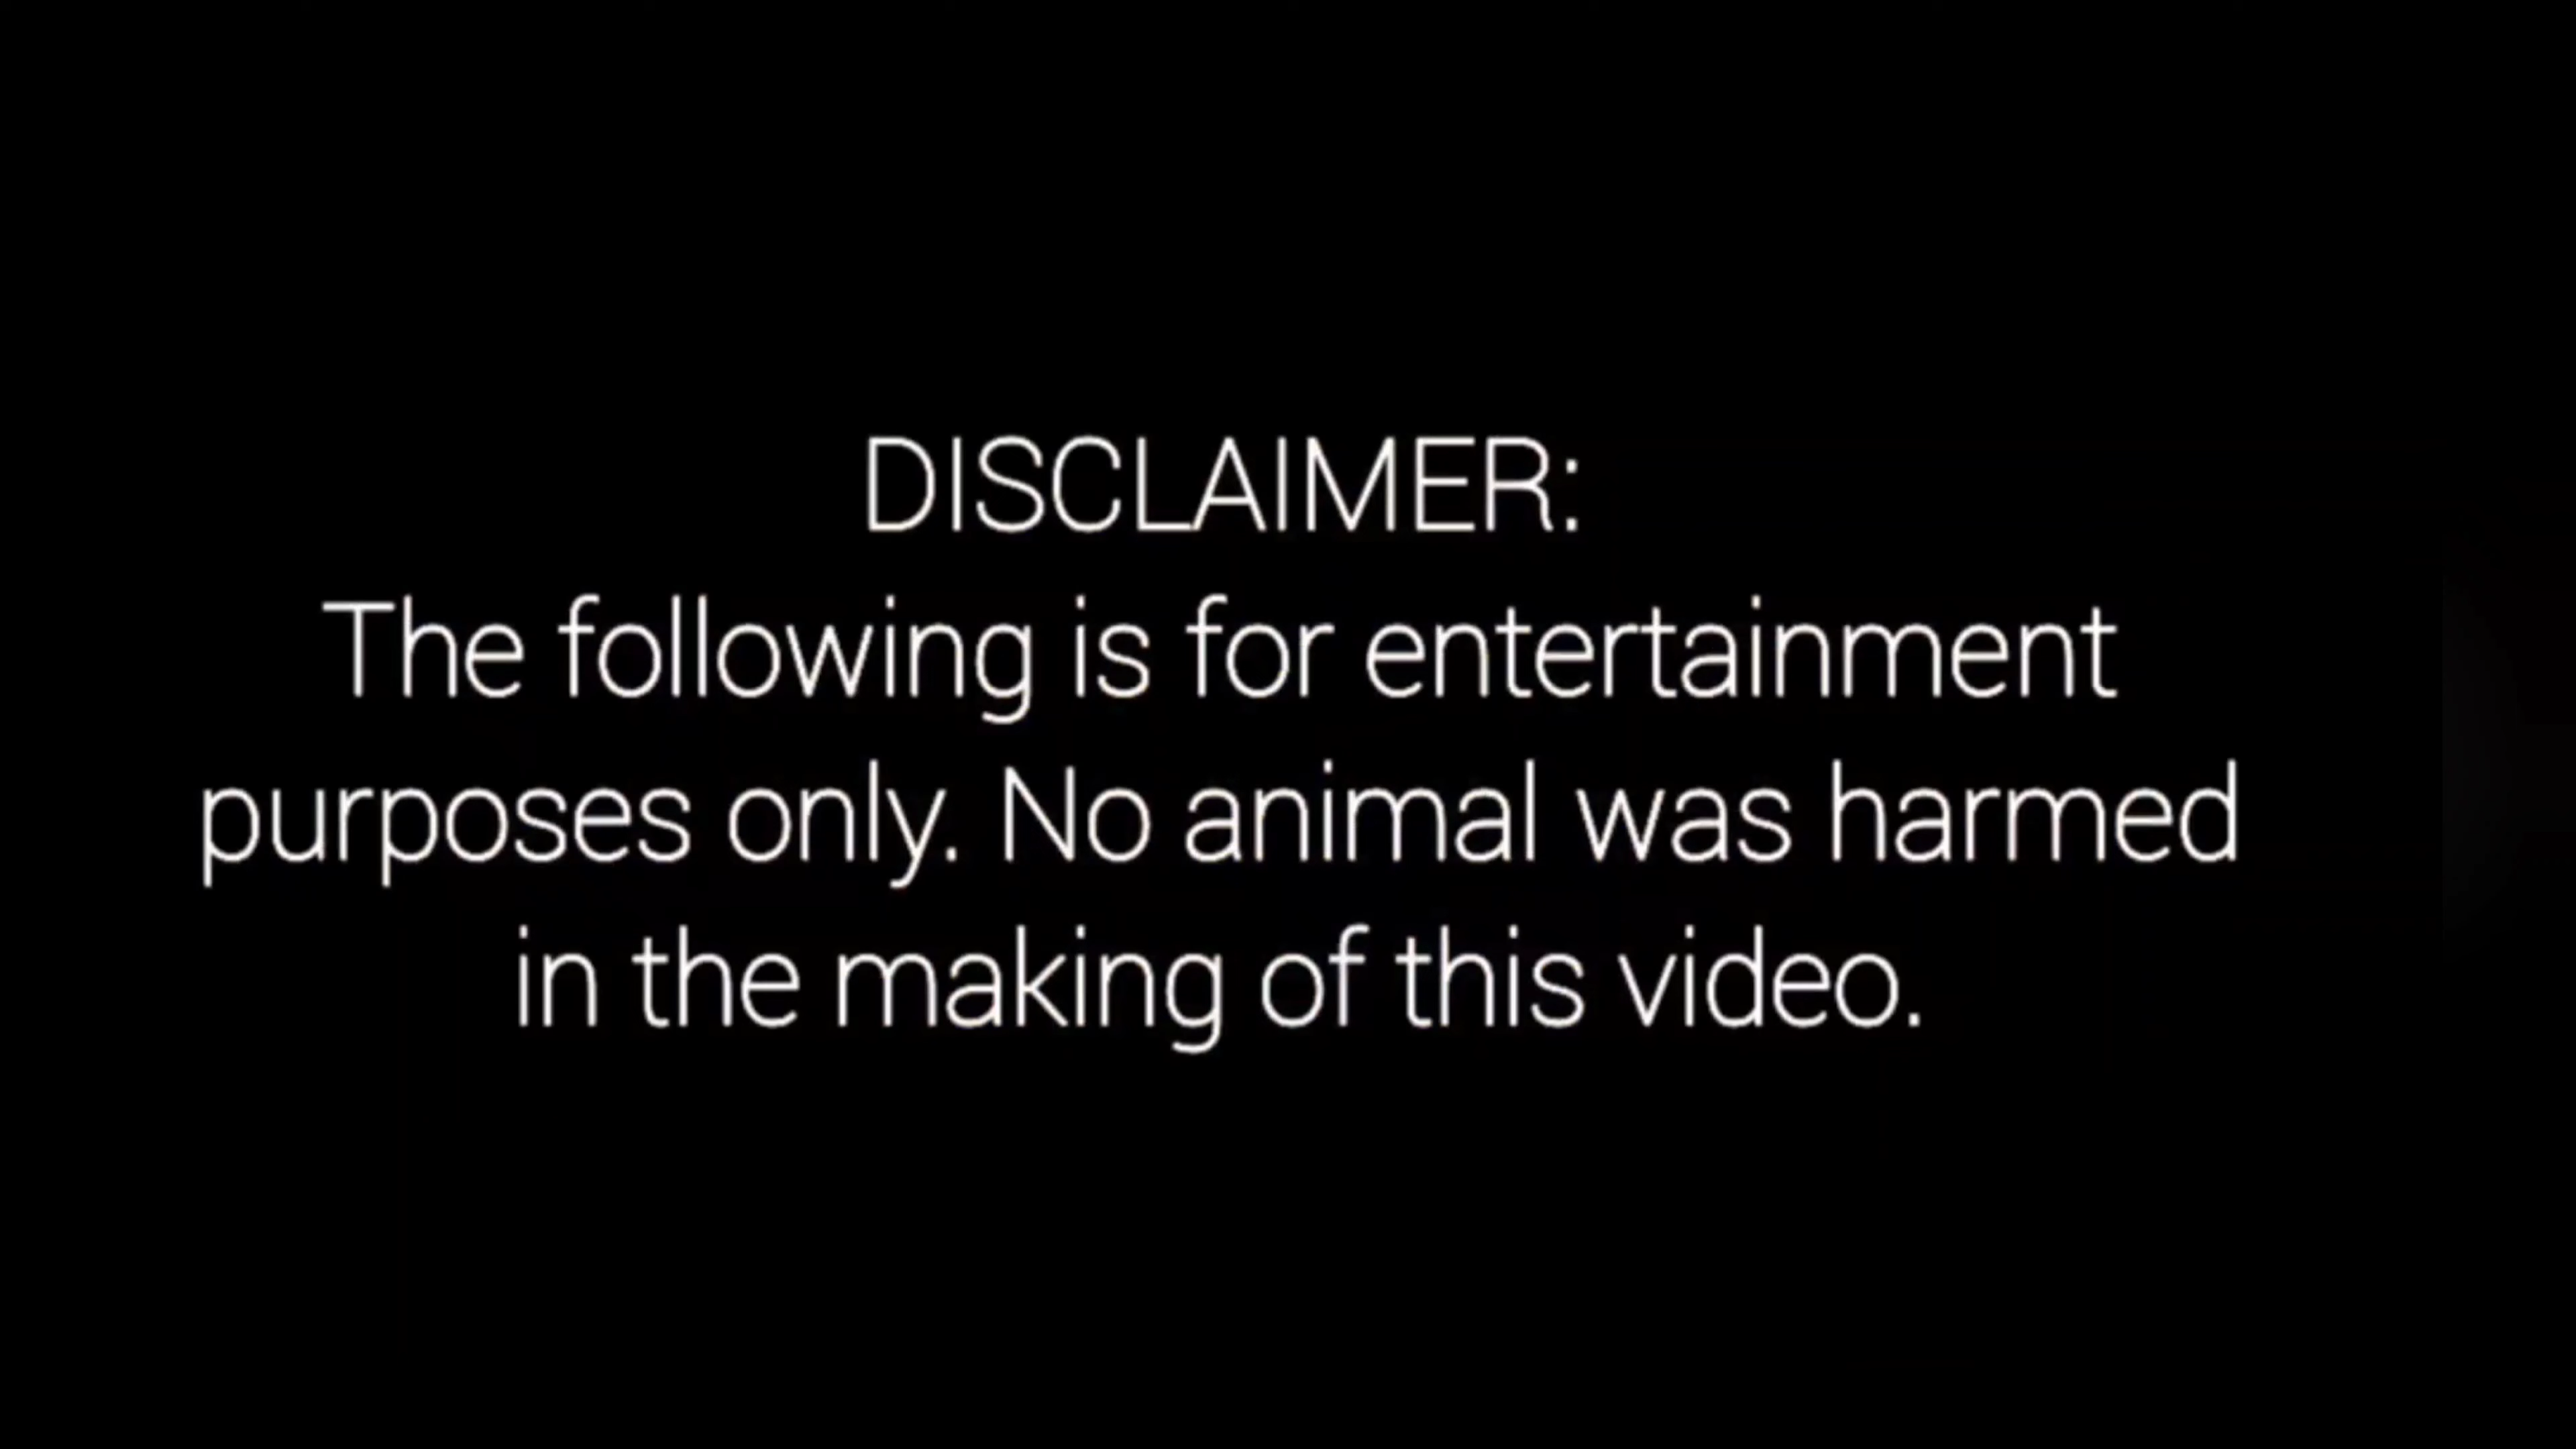 DISCLAIMER:
The following is for entertainment
purposes only. No animal was harmed
in the making of this video.